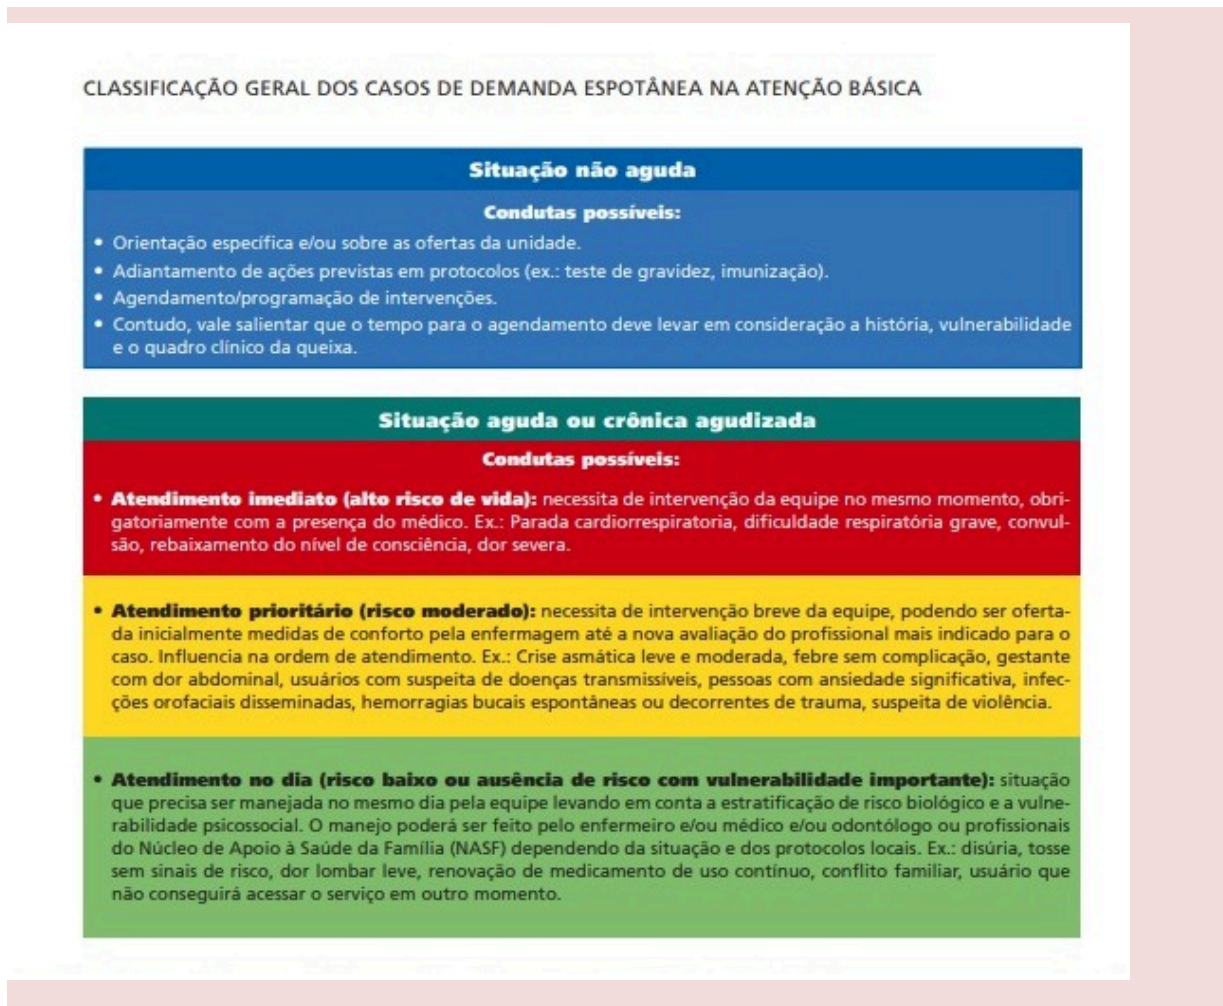 CLASSIFICAÇÃO GERAL DOS CASOS DE DEMANDA ESPOTÂNEA NA ATENÇÃO BÁSICA
Situação não aguda
Condutas possíveis:
• Orientação específica e/ou sobre as ofertas da unidade.
• Adiantamento de ações previstas em protocolos (ex.: teste de gravidez, imunização).
• Agendamento/programação de intervenções.
• Contudo, vale salientar que o tempo para o agendamento deve levar em consideração a história, vulnerabilidade
e o quadro clínico da queixa.
Situação aguda ou crônica agudizada
Condutas possíveis:
• Atendimento imediato (alto risco de vida): necessita de intervenção da equipe no mesmo momento, obri-
gatoriamente com a presença do médico. Ex.: Parada cardiorrespiratoria, dificuldade respiratória grave, convul-
são, rebaixamento do nível de consciência, dor severa.
• Atendimento prioritário (risco moderado): necessita de intervenção breve da equipe, podendo ser oferta-
da inicialmente medidas de conforto pela enfermagem até a nova avaliação do profissional mais indicado para o
caso. Influencia na ordem de atendimento. Ex.: Crise asmática leve e moderada, febre sem complicação, gestante
com dor abdominal, usuários com suspeita de doenças transmissíveis, pessoas com ansiedade significativa, infec-
ções orofaciais disseminadas, hemorragias bucais espontâneas ou decorrentes de trauma, suspeita de violência.
• Atendimento no dia (risco baixo ou ausência de risco com vulnerabilidade importante): situação
que precisa ser manejada no mesmo dia pela equipe levando em conta a estratificação de risco biológico e a vulne-
rabilidade psicossocial. O manejo poderá ser feito pelo enfermeiro e/ou médico e/ou odontólogo ou profissionais
do Núcleo de Apoio à Saúde da Família (NASF) dependendo da situação e dos protocolos locais. Ex.: disúria, tosse
sem sinais de risco, dor lombar leve, renovação de medicamento de uso contínuo, conflito familiar, usuário que
não conseguirá acessar o serviço em outro momento.